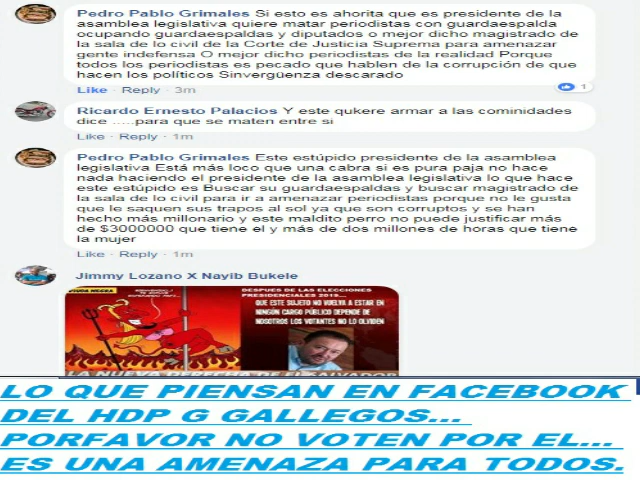 Pedro Pablo Grimales Si esto es ahorita que es presidente de la
asamblea legislativa quiere matar periodistas con guardaespalda
ocupando guardaespaldas y diputados o mejor dicho magistrado de
la sala de lo civil de la Corte de Justicia Suprema para amenazar
gente indefensa O mejor dicho periodistas de la realidad Porque
todos los periodistas es pecado que hablen de la corrupción de que
hacen los políticos Sinvergüenza descarado
Like · Reply · 3m
1
Ricardo Ernesto Palacios Y este qukere armar a las cominidades
dice .....para que se maten entre si
Like · Reply · 1m
Pedro Pablo Grimales Este estúpido presidente de la asamblea
legislativa Está más loco que una cabra si es pura paja no hace
nada haciendo el presidente de la asamblea legislativa lo que hace
este estúpido es Buscar su guardaespaldas y buscar magistrado de
la sala de lo civil para ir a amenazar periodistas porque no le gusta
que le saquen sus trapos al sol ya que son corruptos y se han
hecho más millonario y este maldito perro no puede justificar más
de $3000000 que tiene él y más de dos millones de horas que tiene
la mujer
Like · Reply · 1m
Jimmy Lozano X Nayib Bukele
DESPUES DE LAS ELECCIONES
PRESIDENCIALES 2019...
QUE ESTE SUJETO NO VUELVA A ESTAR EN
NINGÚN CARGO PÚBLICO DEPENDE DE
NOSOTROS LOS VOTANTES NO LO OLVIDEN
LA NUEVA DERECHA DE EL SALVADOR
LO QUE PIENSAN EN FACEBOOK
DEL HDP G GALLEGOS...
PORFAVOR NO VOTEN POR EL...
ES UNA AMENAZA PARA TODOS.